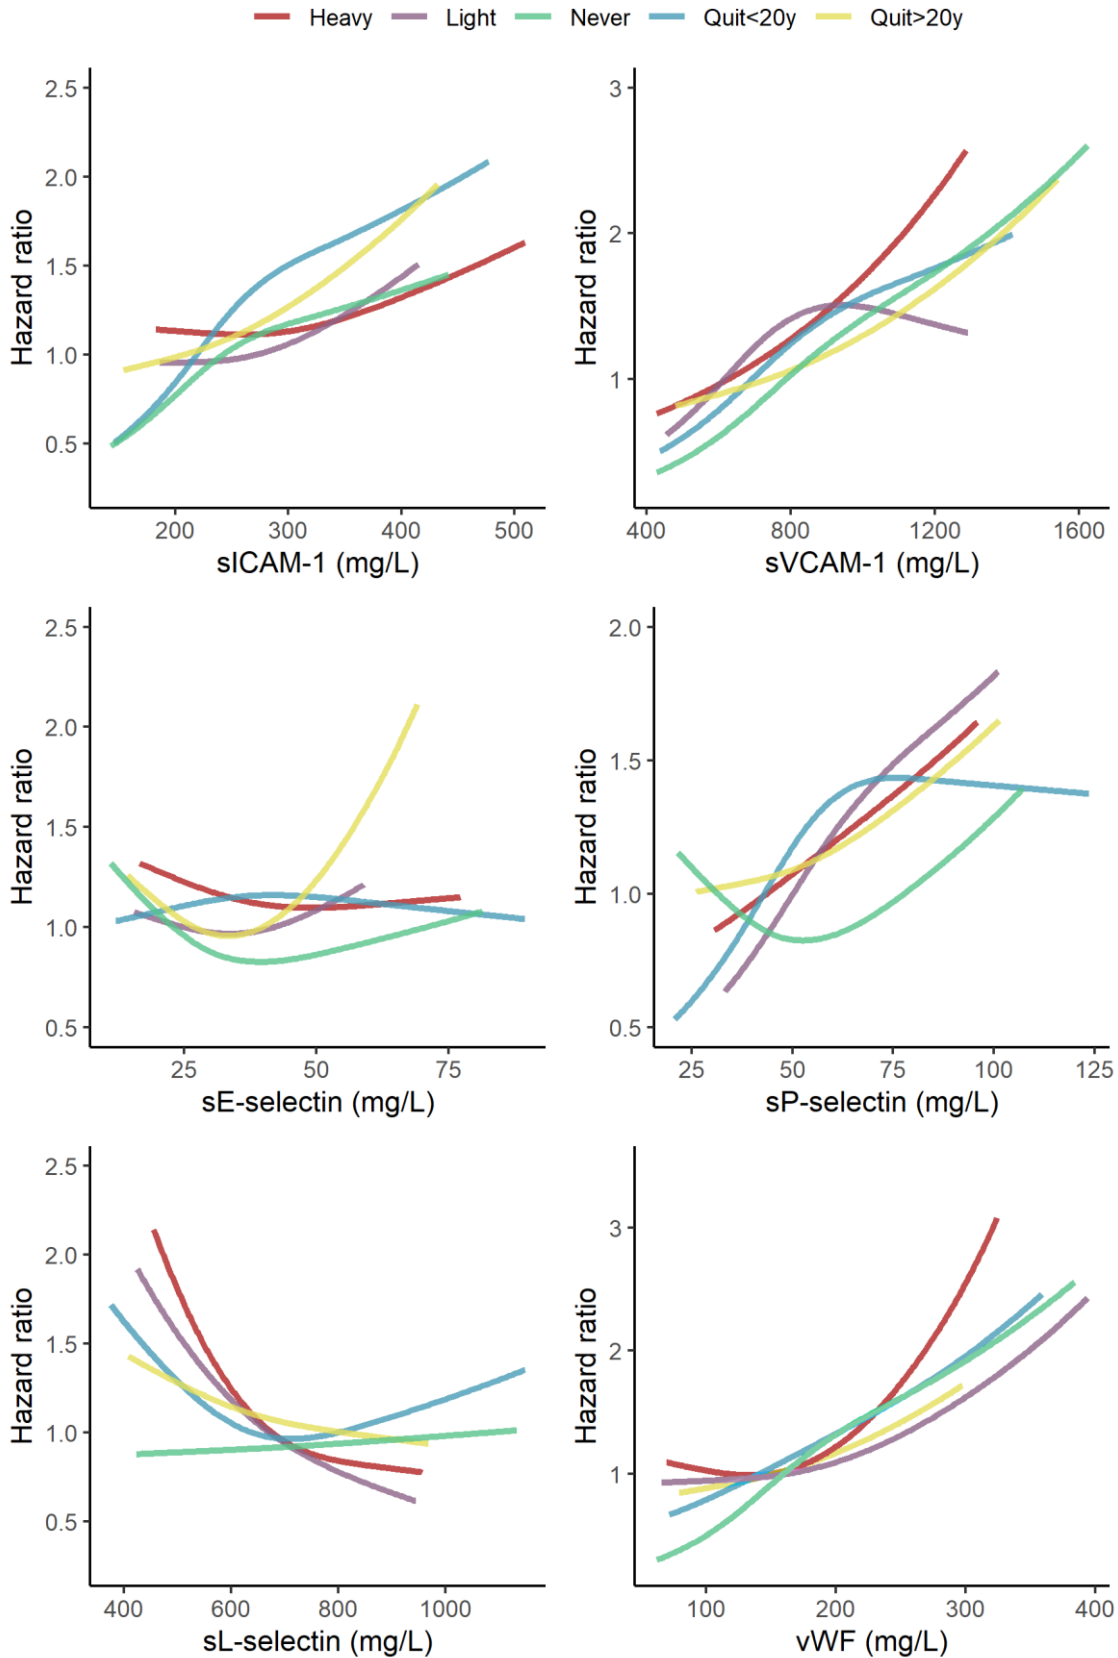 Heavy Light Never Quit<20y Quit>20y
2.5
2.0
1.5
1.0
0.5
Hazard ratio
200 300 400 500
sICAM-1 (mg/L)
3
2
1
Hazard ratio
400 800 1200 1600
sVCAM-1 (mg/L)
2.5
2.0
1.5
1.0
0.5
Hazard ratio
25 50 75
sE-selectin (mg/L)
2.0
1.5
1.0
0.5
Hazard ratio
25 50 75 100 125
sP-selectin (mg/L)
2.5
2.0
1.5
1.0
0.5
Hazard ratio
400 600 800 1000
sL-selectin (mg/L)
3
2
1
Hazard ratio
100 200 300 400
vWF (mg/L)